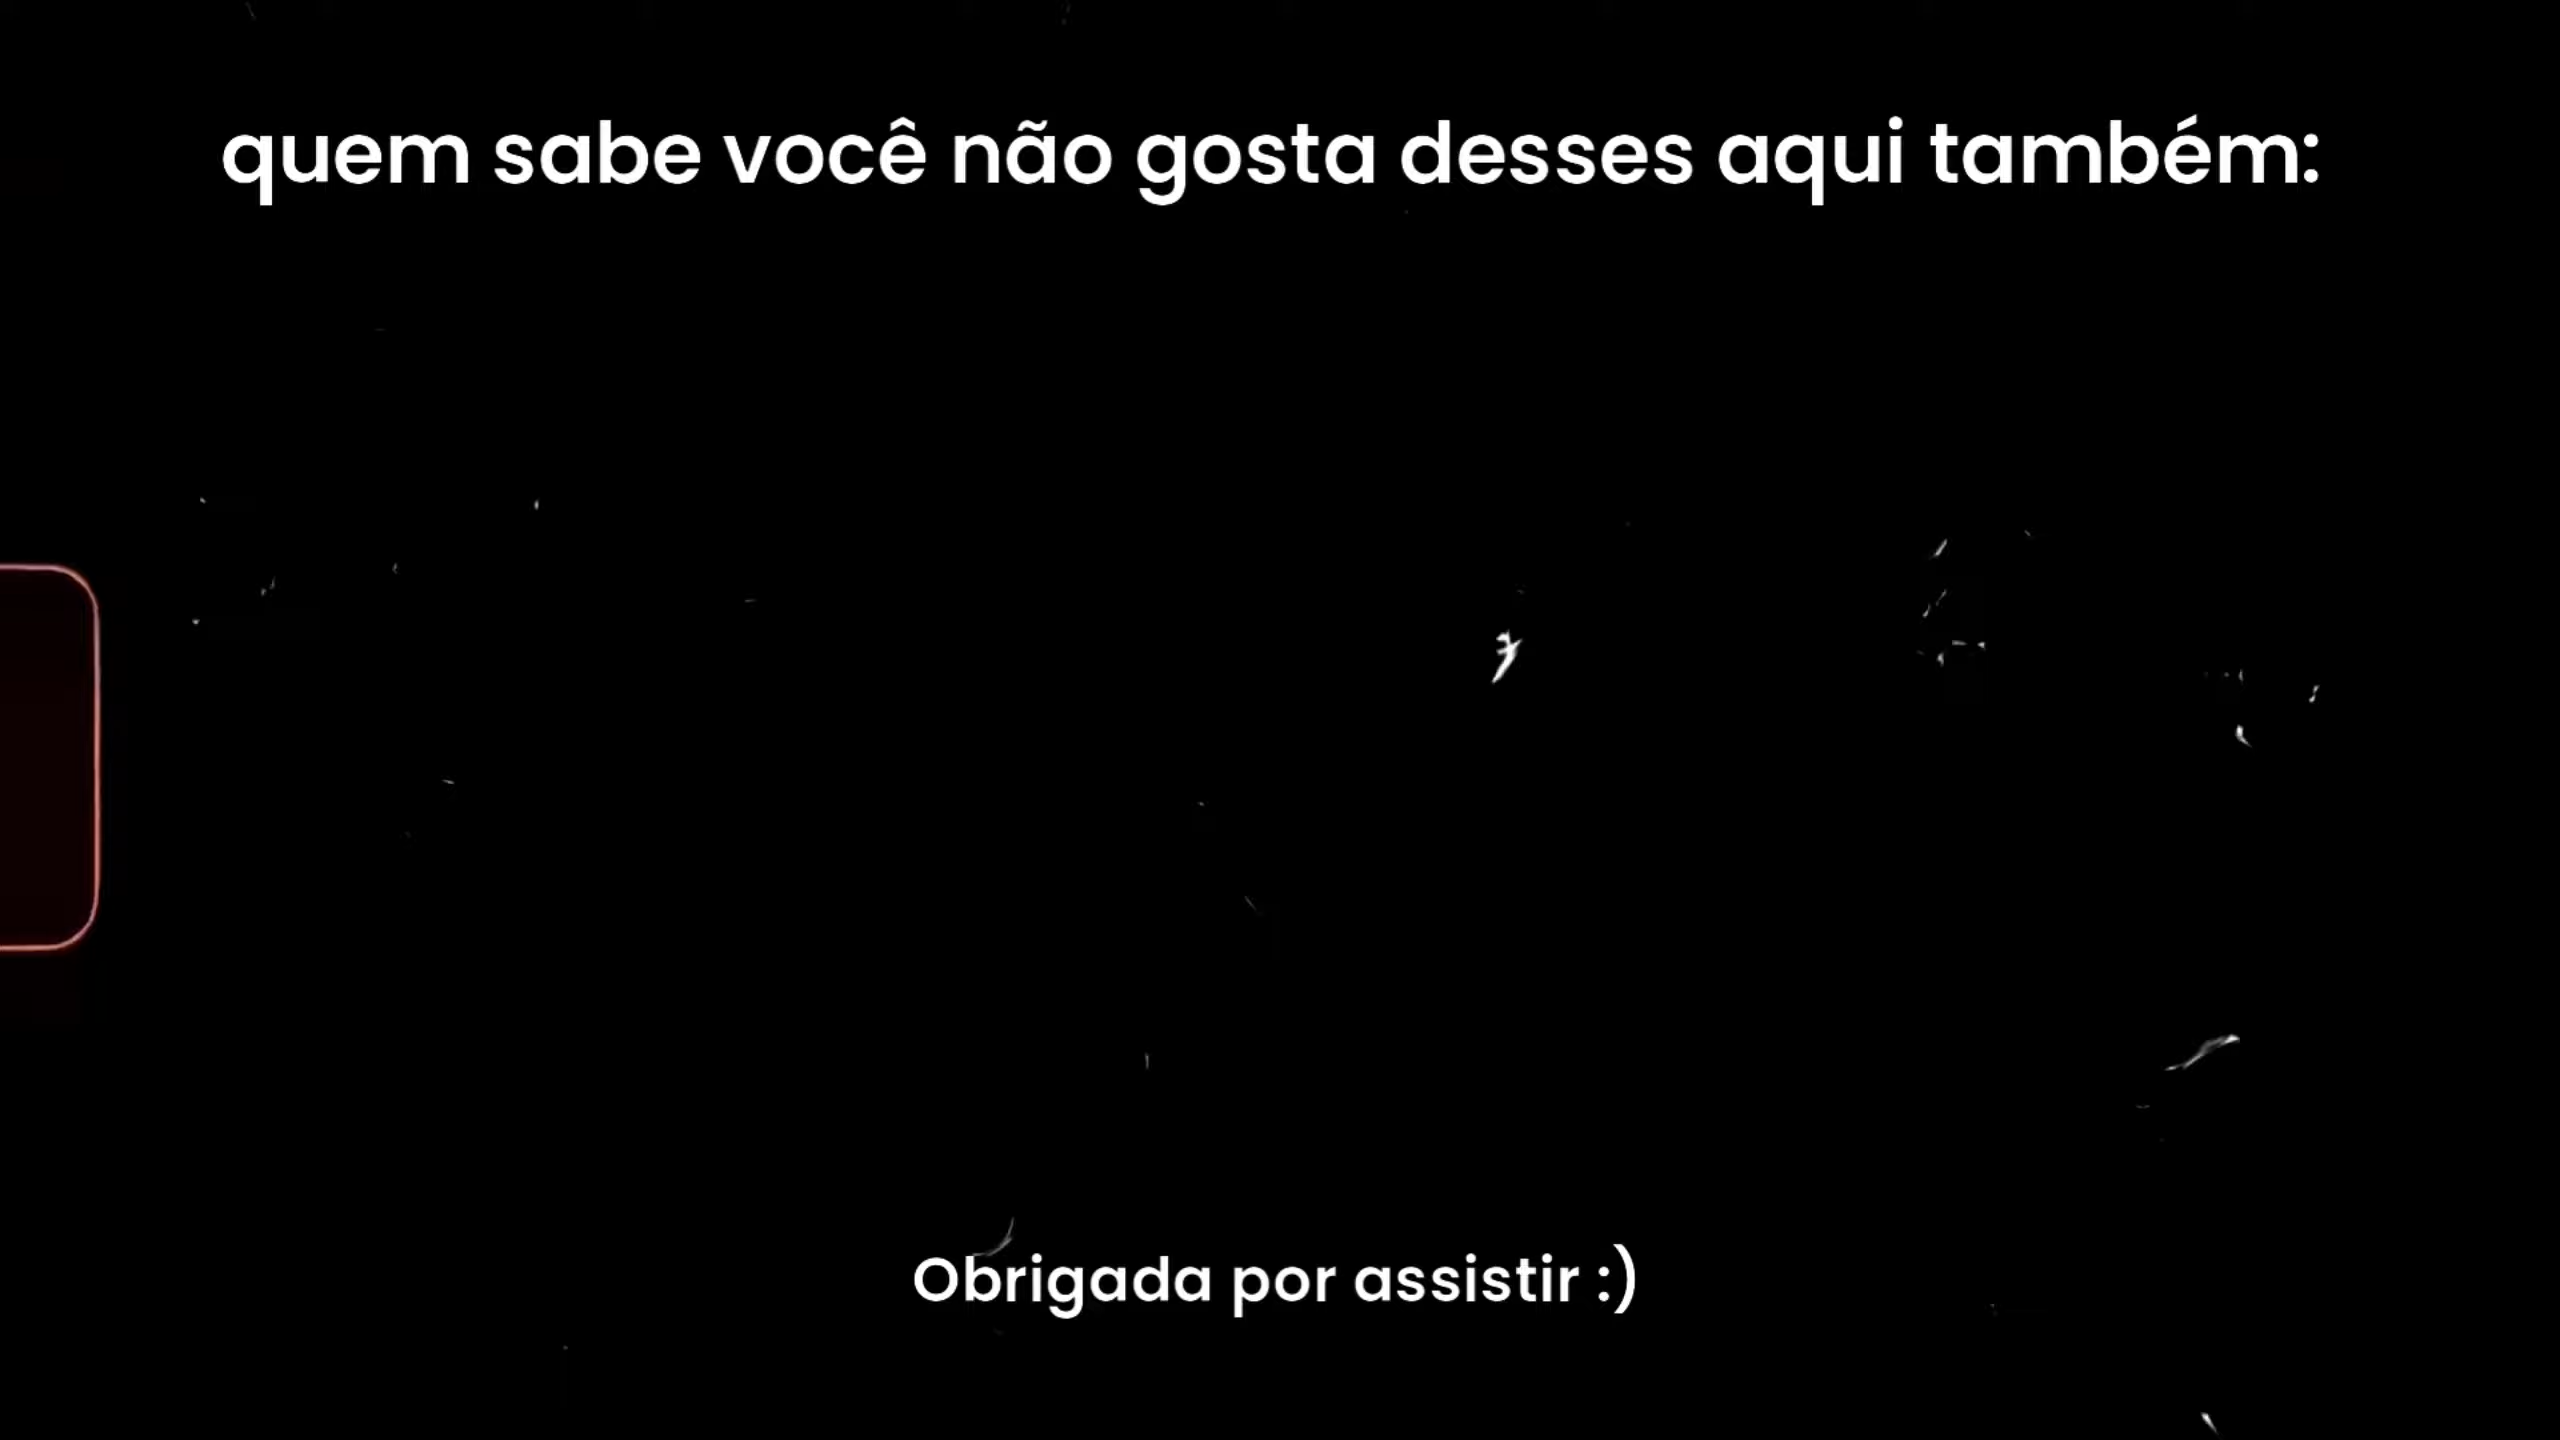 quem sabe você não gosta desses aqui também:
Obrigada por assistir :)